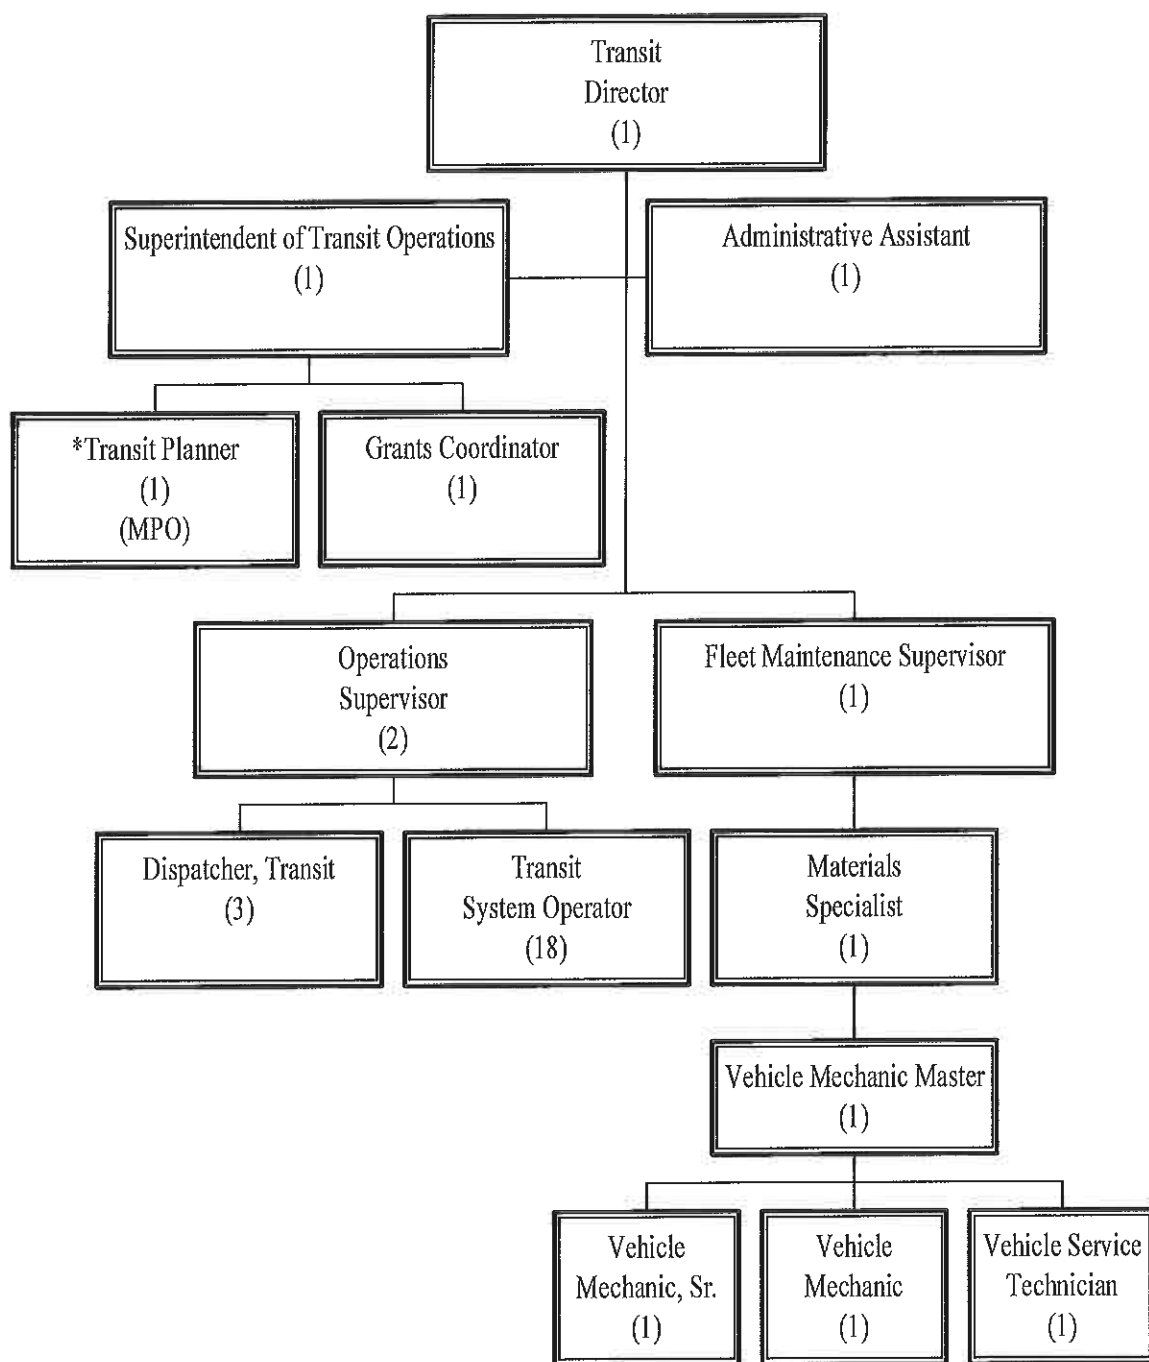 Transit
Director
(1)
Superintendent of Transit Operations
(1)
Administrative Assistant
(1)
*Transit Planner
(1)
(MPO)
Grants Coordinator
(1)
Operations
Supervisor
(2)
Fleet Maintenance Supervisor
(1)
Dispatcher, Transit
(3)
Transit
System Operator
(18)
Materials
Specialist
(1)
Vehicle Mechanic Master
(1)
Vehicle
Mechanic, Sr.
(1)
Vehicle
Mechanic
(1)
Vehicle Service
Technician
(1)